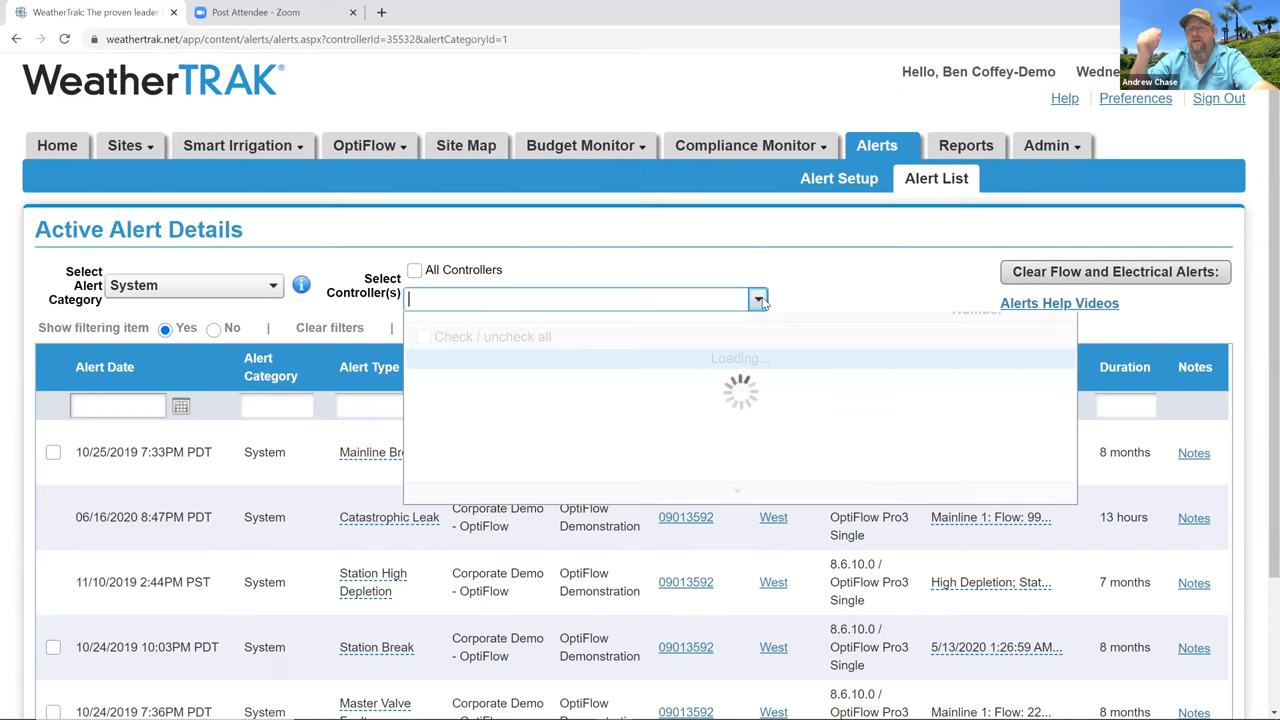 WeatherTrak: The proven leader
Post Attendee - Zoom
weathertrak.net/app/content/alerts/alerts.aspx?controllerId=35532&alertCategoryId=1
Andrew Chase
WeatherTRAK®
Hello, Ben Coffey-Demo
Wedne
Help
Preferences
Sign Out
Home
Sites
Smart Irrigation
OptiFlow
Site Map
Budget Monitor
Compliance Monitor
Alerts
Reports
Admin
Alert Setup
Alert List
Active Alert Details
Select
Alert
Category
System
Select
Controller(s)
All Controllers
Clear Flow and Electrical Alerts:
Alerts Help Videos
Show filtering item
Yes
No
|
Clear filters
|
Number
Check / uncheck all
Loading...
Alert Date
Alert
Category
Alert Type
Duration
Notes
10/25/2019 7:33PM PDT
System
Mainline Br
8 months
Notes
06/16/2020 8:47PM PDT
System
Catastrophic Leak
Corporate Demo
- OptiFlow
OptiFlow
Demonstration
09013592
West
OptiFlow Pro3
Single
Mainline 1: Flow: 99...
13 hours
Notes
11/10/2019 2:44PM PST
System
Station High
Depletion
Corporate Demo
- OptiFlow
OptiFlow
Demonstration
09013592
West
8.6.10.0 /
OptiFlow Pro3
Single
High Depletion; Stat...
7 months
Notes
10/24/2019 10:03PM PDT
System
Station Break
Corporate Demo
- OptiFlow
OptiFlow
Demonstration
09013592
West
8.6.10.0 /
OptiFlow Pro3
Single
5/13/2020 1:26:59 AM...
8 months
Notes
10/24/2019 7:36PM PDT
System
Master Valve
Corporate Demo
- OptiFlow
OptiFlow
Demonstration
09013592
West
8.6.10.0 /
OptiFlow Pro3
Mainline 1: Flow: 22...
8 months
Notes